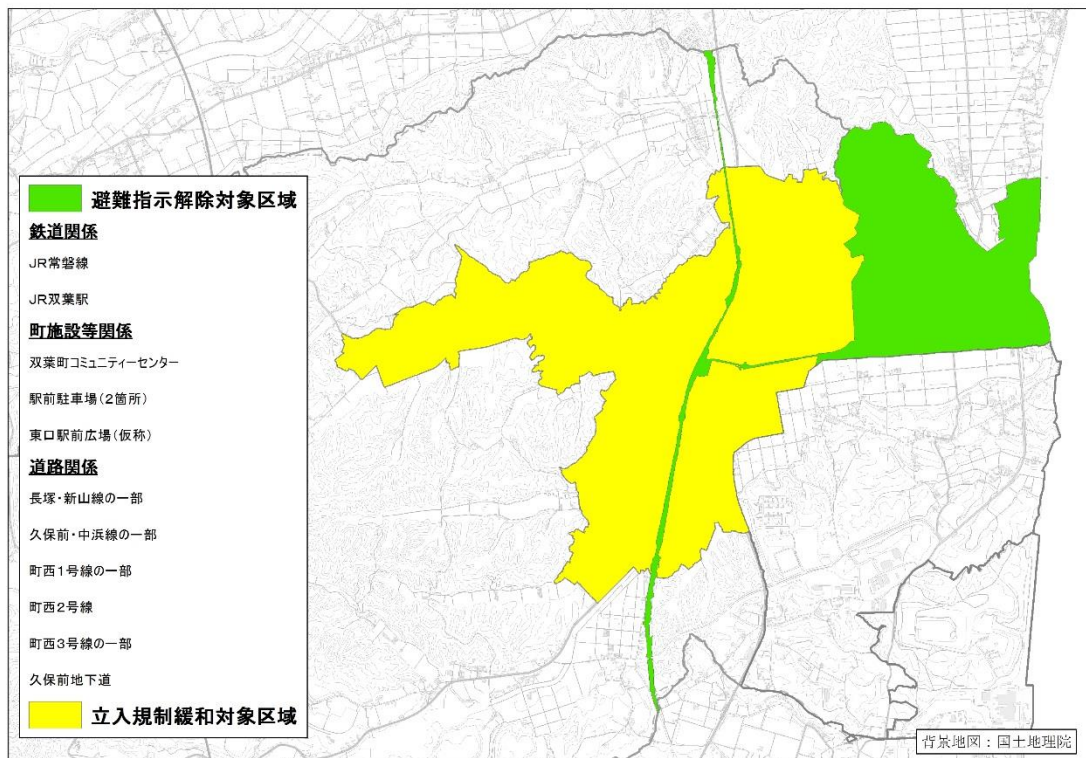 避難指示解除対象区域
鉄道関係
JR常磐線
JR双葉駅
町施設等関係
双葉町コミュニティーセンター
駅前駐車場(2箇所)
東口駅前広場(仮称)
道路関係
長塚・新山線の一部
久保前・中浜線の一部
町西1号線の一部
町西2号線
町西3号線の一部
久保前地下道
立入規制緩和対象区域
背景地図:国土地理院